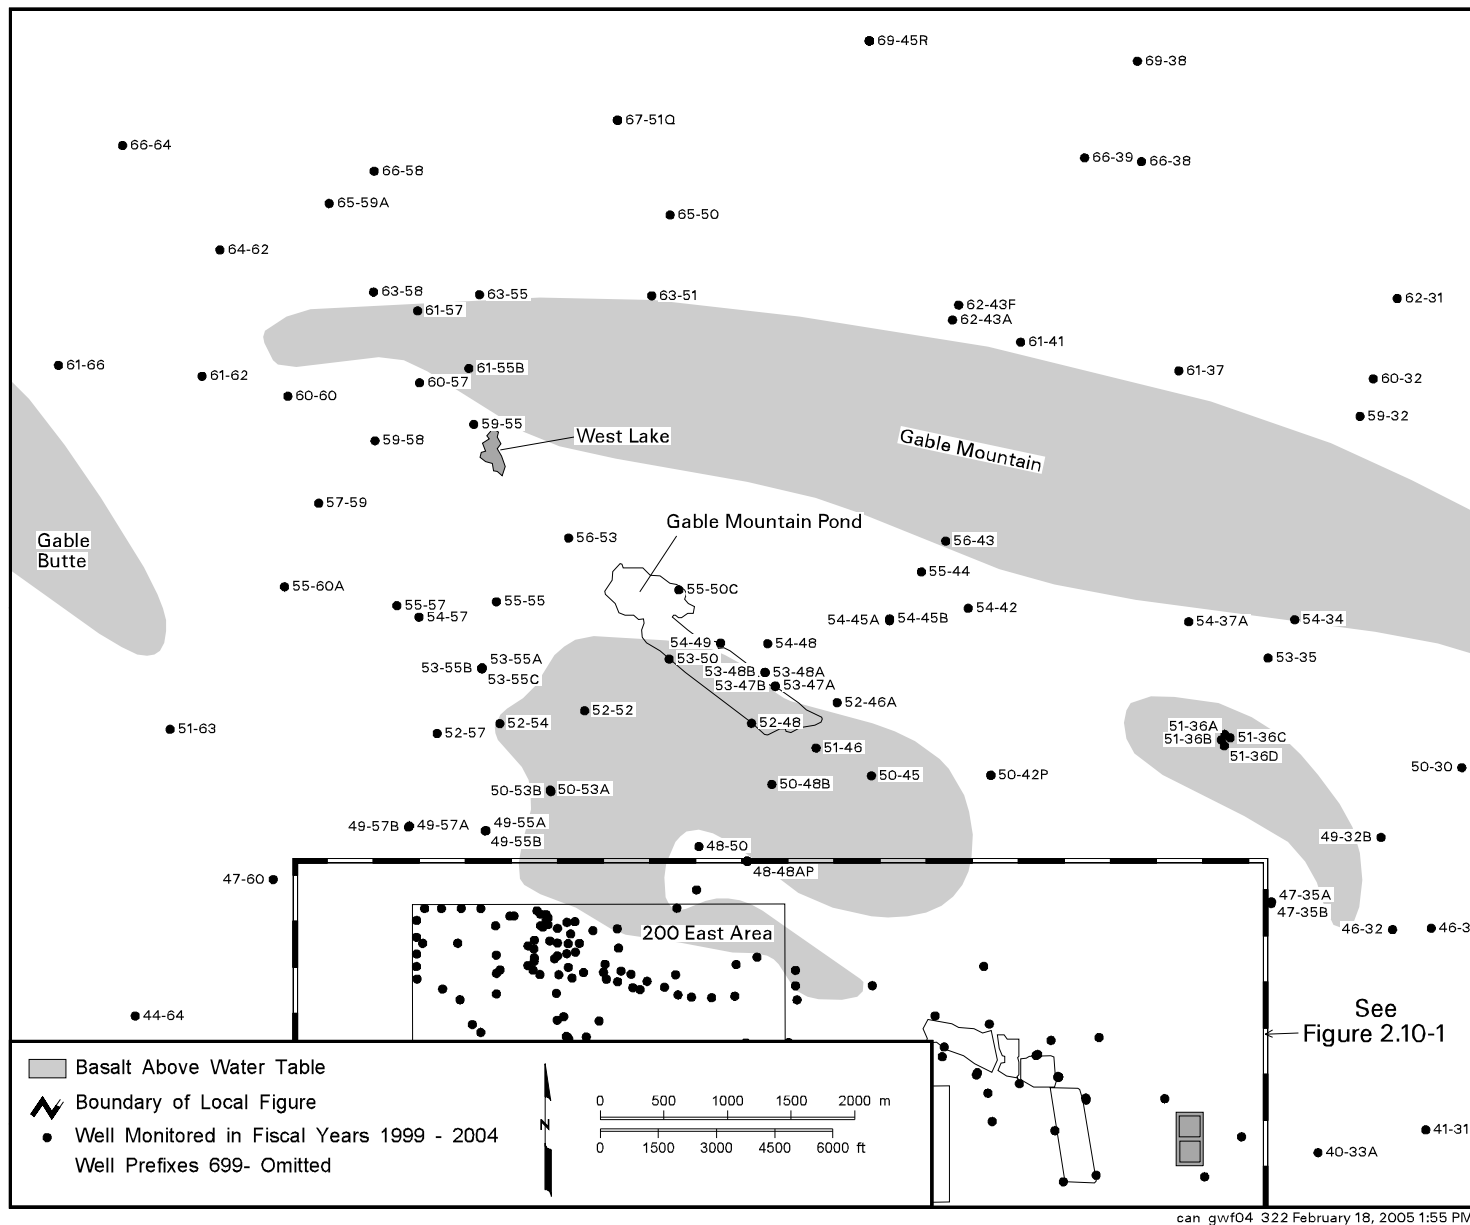 69-45R
69-38
67-51Q
66-64
66-58
66-39
66-38
65-59A
65-50
64-62
63-58
63-55
63-51
61-57
62-43F
62-43A
62-31
61-41
61-66
61-62
61-55B
60-57
60-60
61-37
60-32
59-32
59-55
59-58
West Lake
Gable Mountain
57-59
Gable Mountain Pond
Gable
Butte
56-53
56-43
55-44
55-60A
55-57
54-57
55-55
55-50C
54-42
54-45A
54-45B
54-37A
54-34
54-49
54-48
53-50
53-55A
53-55B
53-55C
53-48B
53-48A
53-47B
53-47A
53-35
52-46A
52-52
52-54
52-57
52-48
51-63
51-46
51-36A
51-36B
51-36C
51-36D
50-30
50-45
50-42P
50-48B
50-53B
50-53A
49-57B
49-57A
49-55A
49-55B
49-32B
48-50
48-48AP
47-60
47-35A
47-35B
46-32
46-3
200 East Area
44-64
See
Figure 2.10-1
41-31
40-33A
Basalt Above Water Table
Boundary of Local Figure
Well Monitored in Fiscal Years 1999 - 2004
Well Prefixes 699- Omitted
N
0 500 1000 1500 2000 m
0 1500 3000 4500 6000 ft
can_gwf04_322 February 18, 2005 1:55 PM